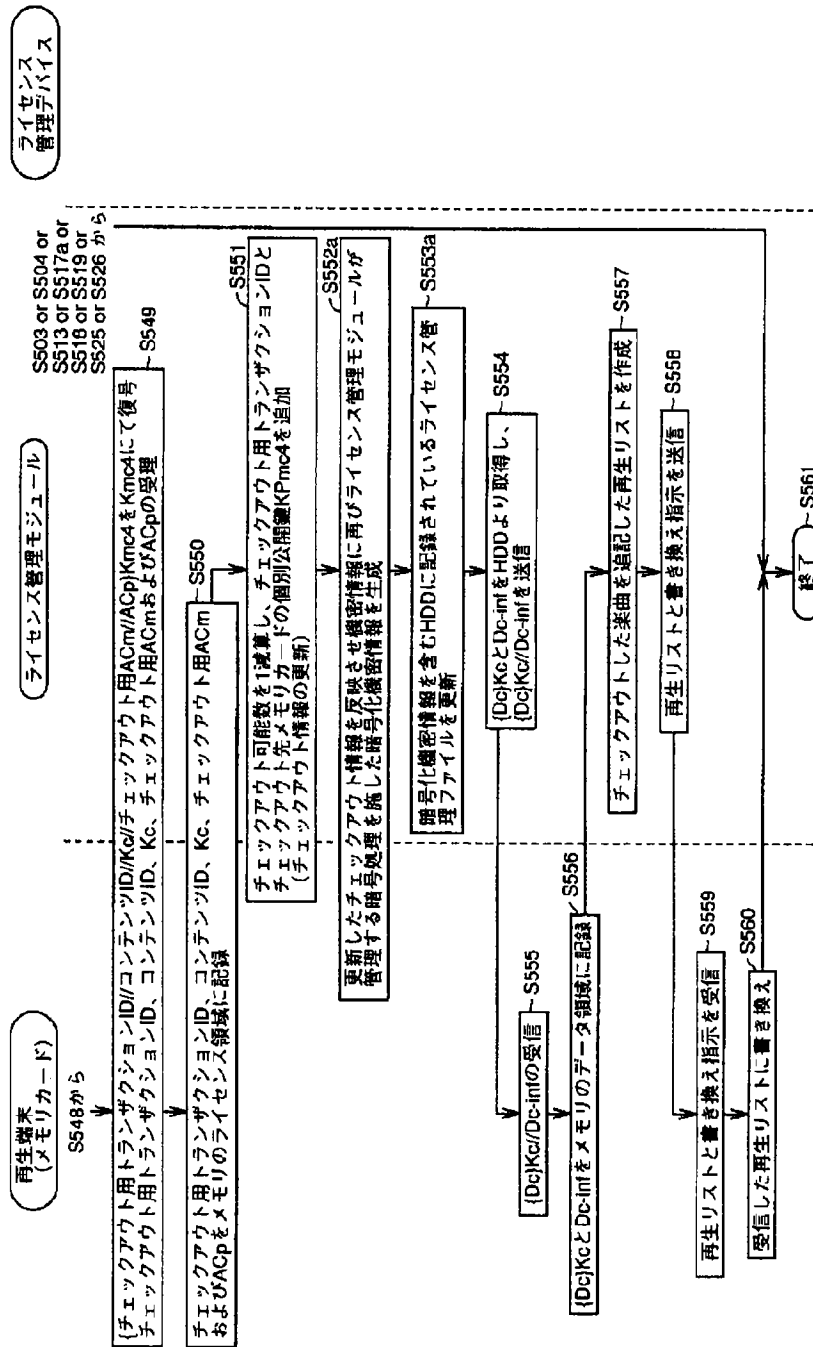 再生端末
(メモリカード)
ライセンス管理モジュール
ライセンス
管理デバイス
S548から
S503 or S504 or
S513 or S517a or
S518 or S519 or
S525 or S526 から
{チェックアウト用トランザクションID//コンテンツID//Kc//チェックアウト用ACm//ACp}Kmc4をKmc4にて復号
チェックアウト用トランザクションID、コンテンツID、Kc、チェックアウト用ACmおよびACpの受理
S549
チェックアウト用トランザクションID、コンテンツID、Kc、チェックアウト用ACm
およびACpをメモリのライセンス領域に記録
S550
チェックアウト可能数を1減算し、チェックアウト用トランザクションIDと
チェックアウト先メモリカードの個別公開鍵KPmc4を追加
(チェックアウト情報の更新)
S551
更新したチェックアウト情報を反映させ機密情報に再びライセンス管理モジュールが
管理する暗号処理を施した暗号化機密情報を生成
S552a
暗号化機密情報を含むHDDに記録されているライセンス管
理ファイルを更新
S553a
{Dc}KcとDc-infをHDDより取得し、
{Dc}Kc//Dc-infを送信
S554
{Dc}Kc//Dc-infの受信
S555
{Dc}KcとDc-infをメモリのデータ領域に記録
S556
チェックアウトした楽曲を追記した再生リストを作成
S557
再生リストと書き換え指示を送信
S558
再生リストと書き換え指示を受信
S559
受信した再生リストに書き換え
S560
終了
S561